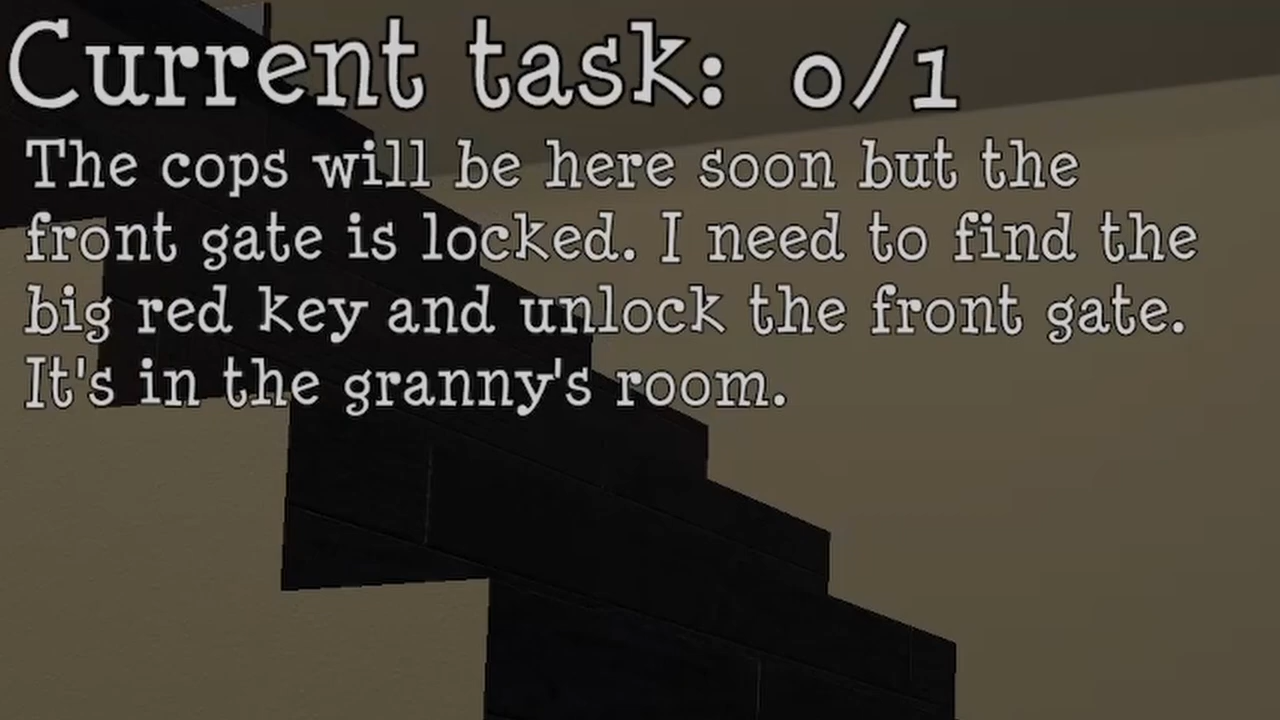 Current task: 0/1
The cops will be here soon but the
front gate is locked. I need to find the
big red key and unlock the front gate.
It's in the granny's room.